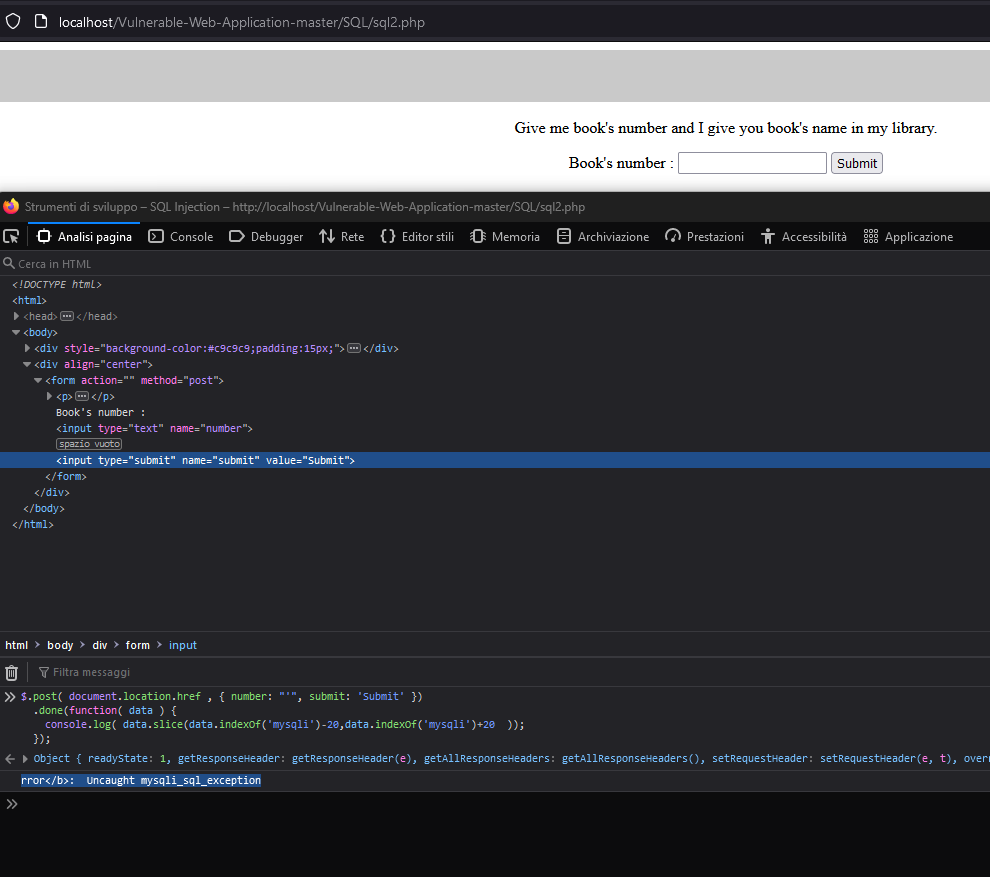 localhost/Vulnerable-Web-Application-master/SQL/sql2.php
Give me book's number and I give you book's name in my library.
Book's number : Submit
Strumenti di sviluppo – SQL Injection – http://localhost/Vulnerable-Web-Application-master/SQL/sql2.php
Analisi pagina Console Debugger Rete Editor stili Memoria Archiviazione Prestazioni Accessibilità Applicazione
Cerca in HTML
<!DOCTYPE html>
<html>
<head></head>
<body>
<div style="background-color:#c9c9c9;padding:15px;"></div>
<div align="center">
<form action="" method="post">
<p></p>
Book's number :
<input type="text" name="number">
spazio vuoto
<input type="submit" name="submit" value="Submit">
</form>
</div>
</body>
</html>
html > body > div > form > input
Filtra messaggi
$.post( document.location.href , { number: "'", submit: 'Submit' })
.done(function( data ) {
console.log( data.slice(data.indexOf('mysqli')-20,data.indexOf('mysqli')+20  ));
});
Object { readyState: 1, getResponseHeader: getResponseHeader(e), getAllResponseHeaders: getAllResponseHeaders(), setRequestHeader: setRequestHeader(e, t), over
rror</b>:  Uncaught mysqli_sql_exception